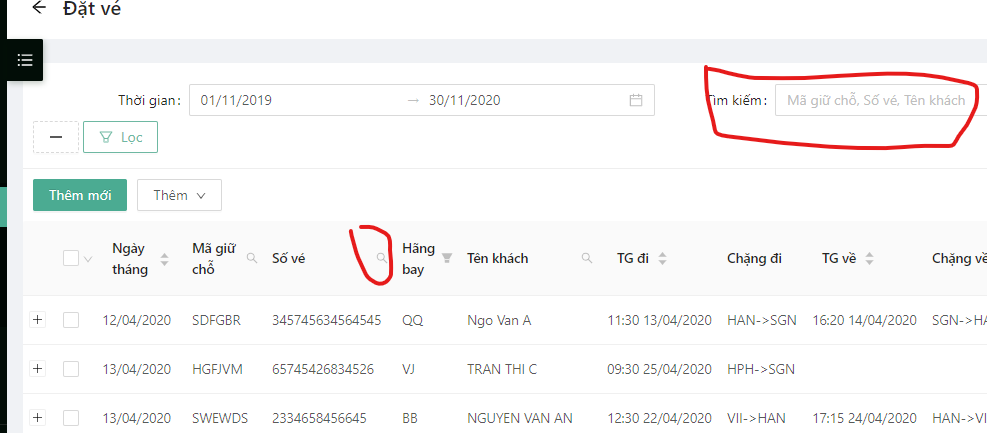 Đặt vé
Thời gian: 01/11/2019 → 30/11/2020 Tìm kiếm: Mã giữ chỗ, Số vé, Tên khách
Lọc
Thêm mới Thêm
Ngày tháng Mã giữ chỗ Số vé Hãng bay Tên khách TG đi Chặng đi TG về Chặng về
12/04/2020 SDFGBR 345745634564545 QQ Ngo Van A 11:30 13/04/2020 HAN->SGN 16:20 14/04/2020 SGN->HA
13/04/2020 HGFJVM 65745426834526 VJ TRAN THI C 09:30 25/04/2020 HPH->SGN
13/04/2020 SWEWDS 2334658456645 BB NGUYEN VAN AN 12:30 22/04/2020 VII->HAN 17:15 24/04/2020 HAN->VI